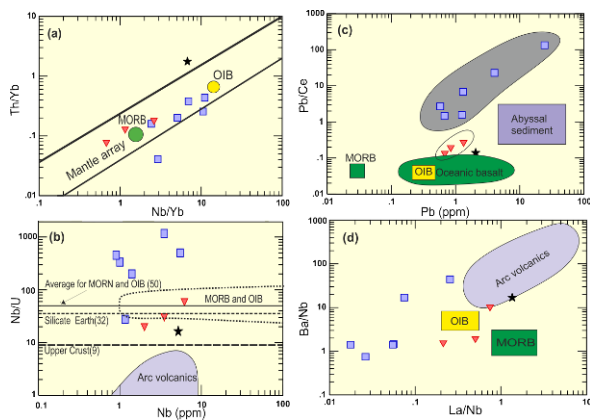 (a)
Th/Yb
10
1
.1
.01
OIB
MORB
Mantle array
.1
1
10
100
Nb/Yb
(c)
Pb/Ce
1000
100
10
1
0.1
.01
Abyssal
sediment
MORB
OIB
Oceanic basalt
.01
.1
1
10
100
Pb (ppm)
(b)
Nb/U
1000
100
10
1
Average for MORN and OIB (50)
MORB and OIB
Silicate Earth(32)
Upper Crust(9)
Arc volcanics
.1
1
10
100
Nb (ppm)
(d)
Ba/Nb
1000
100
10
1
.1
Arc volcanics
OIB
MORB
.01
.1
1
10
La/Nb